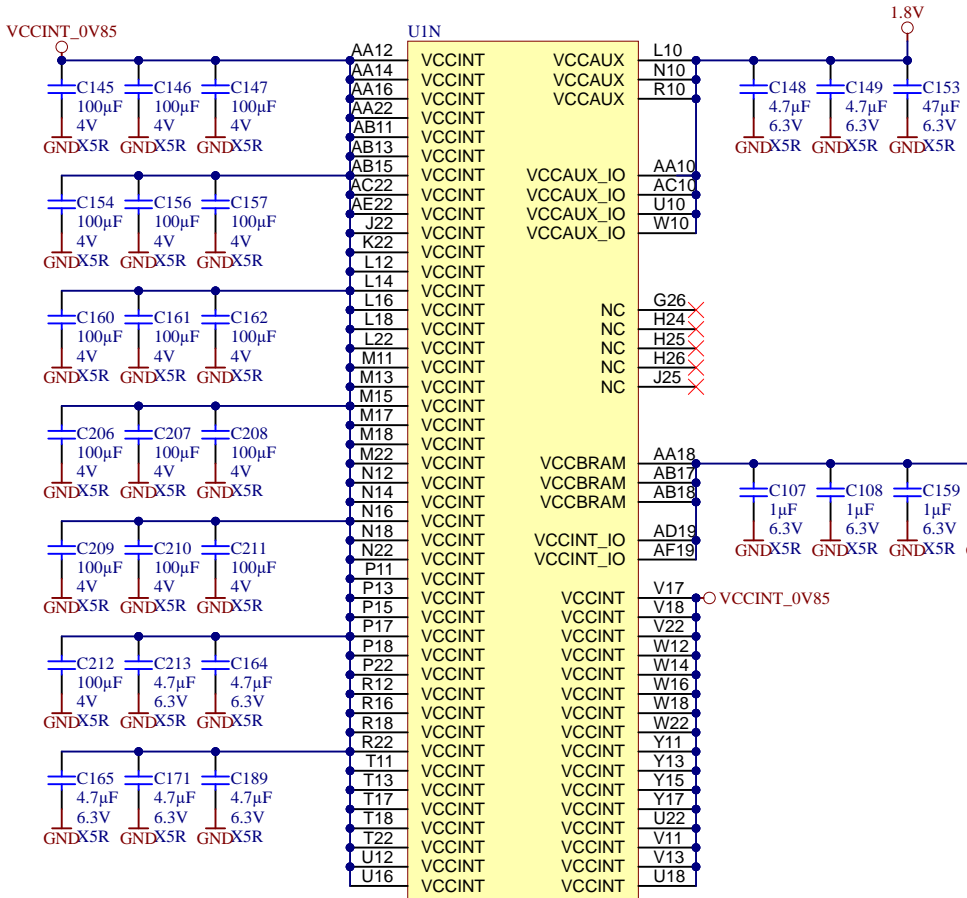 VCCINT_0V85
U1N
1.8V
AA12 VCCINT VCCAUX L10
AA14 VCCINT VCCAUX N10
AA16 VCCINT VCCAUX R10
AA22 VCCINT
AB11 VCCINT
AB13 VCCINT
AB15 VCCINT VCCAUX_IO AA10
AC22 VCCINT VCCAUX_IO AC10
AE22 VCCINT VCCAUX_IO U10
J22 VCCINT VCCAUX_IO W10
K22 VCCINT
L12 VCCINT
L14 VCCINT
L16 VCCINT NC G26
L18 VCCINT NC H24
L22 VCCINT NC H25
M11 VCCINT NC H26
M13 VCCINT NC J25
M15 VCCINT
M17 VCCINT
M18 VCCINT
M22 VCCINT VCCBRAM AA18
N12 VCCINT VCCBRAM AB17
N14 VCCINT VCCBRAM AB18
N16 VCCINT
N18 VCCINT VCCINT_IO AD19
N22 VCCINT VCCINT_IO AF19
P11 VCCINT
P13 VCCINT VCCINT V17
P15 VCCINT VCCINT V18
P17 VCCINT VCCINT V22
P18 VCCINT VCCINT W12
P22 VCCINT VCCINT W14
R12 VCCINT VCCINT W16
R16 VCCINT VCCINT W18
R18 VCCINT VCCINT W22
R22 VCCINT VCCINT Y11
T11 VCCINT VCCINT Y13
T13 VCCINT VCCINT Y15
T17 VCCINT VCCINT Y17
T18 VCCINT VCCINT U22
T22 VCCINT VCCINT V11
U12 VCCINT VCCINT V13
U16 VCCINT VCCINT U18
VCCINT_0V85
C145 C146 C147
100µF 100µF 100µF
4V 4V 4V
GND X5R GND X5R GND X5R
C154 C156 C157
100µF 100µF 100µF
4V 4V 4V
GND X5R GND X5R GND X5R
C160 C161 C162
100µF 100µF 100µF
4V 4V 4V
GND X5R GND X5R GND X5R
C206 C207 C208
100µF 100µF 100µF
4V 4V 4V
GND X5R GND X5R GND X5R
C209 C210 C211
100µF 100µF 100µF
4V 4V 4V
GND X5R GND X5R GND X5R
C212 C213 C164
100µF 4.7µF 4.7µF
4V 6.3V 6.3V
GND X5R GND X5R GND X5R
C165 C171 C189
4.7µF 4.7µF 4.7µF
6.3V 6.3V 6.3V
GND X5R GND X5R GND X5R
C148 C149 C153
4.7µF 4.7µF 47µF
6.3V 6.3V 6.3V
GND X5R GND X5R GND X5R
C107 C108 C159
1µF 1µF 1µF
6.3V 6.3V 6.3V
GND X5R GND X5R GND X5R